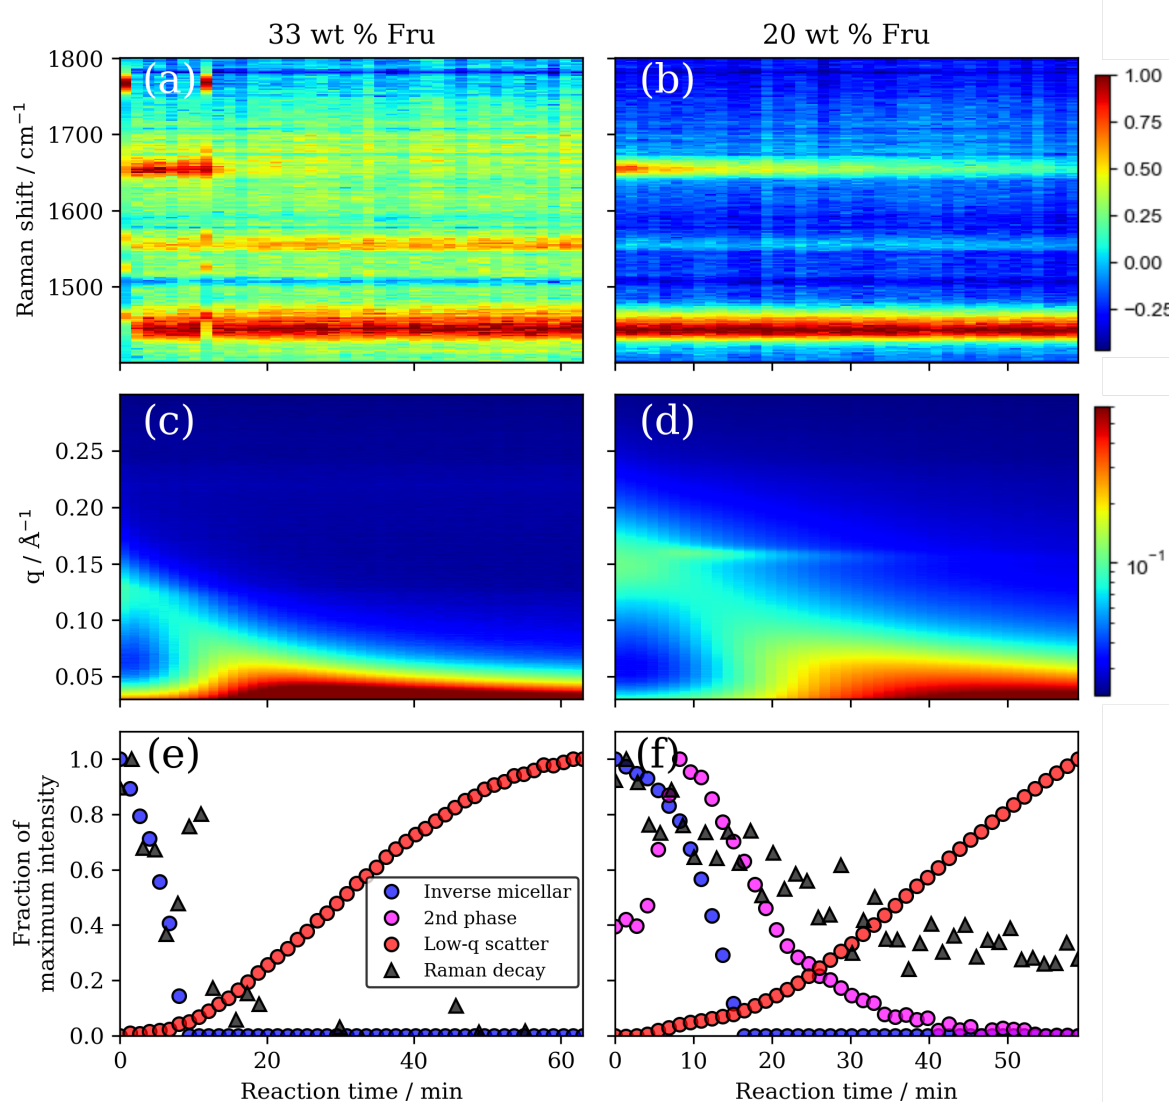 33 wt % Fru
20 wt % Fru
(a)
(b)
1800
1700
1600
1500
Raman shift / cm⁻¹
1.00
0.75
0.50
0.25
0.00
−0.25
(c)
(d)
0.25
0.20
0.15
0.10
0.05
q / Å⁻¹
10⁻¹
(e)
(f)
1.0
0.8
0.6
0.4
0.2
0.0
Fraction of
maximum intensity
Inverse micellar
2nd phase
Low-q scatter
Raman decay
0
20
40
60
0
10
20
30
40
50
Reaction time / min
Reaction time / min